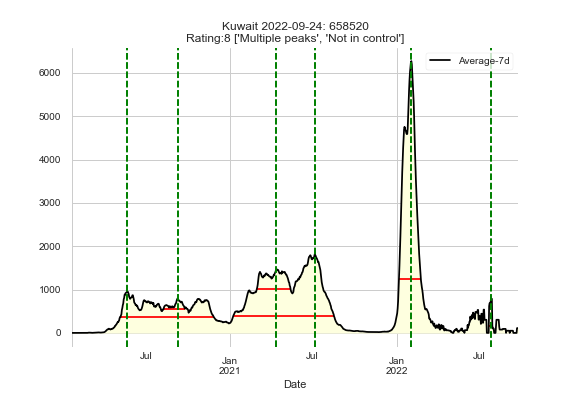 Kuwait 2022-09-24: 658520
Rating:8 ['Multiple peaks', 'Not in control']
Average-7d
6000
5000
4000
3000
2000
1000
0
Jul
Jan
2021
Jul
Jan
2022
Jul
Date